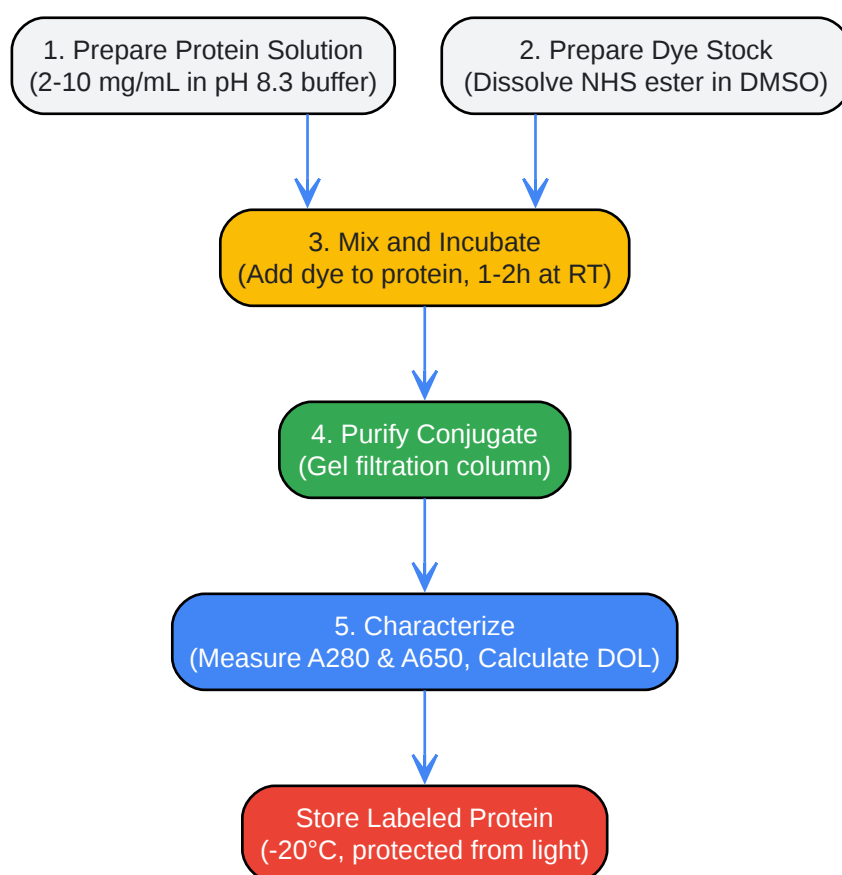 1. Prepare Protein Solution
(2-10 mg/mL in pH 8.3 buffer)
2. Prepare Dye Stock
(Dissolve NHS ester in DMSO)
3. Mix and Incubate
(Add dye to protein, 1-2h at RT)
4. Purify Conjugate
(Gel filtration column)
5. Characterize
(Measure A280 & A650, Calculate DOL)
Store Labeled Protein
(-20°C, protected from light)